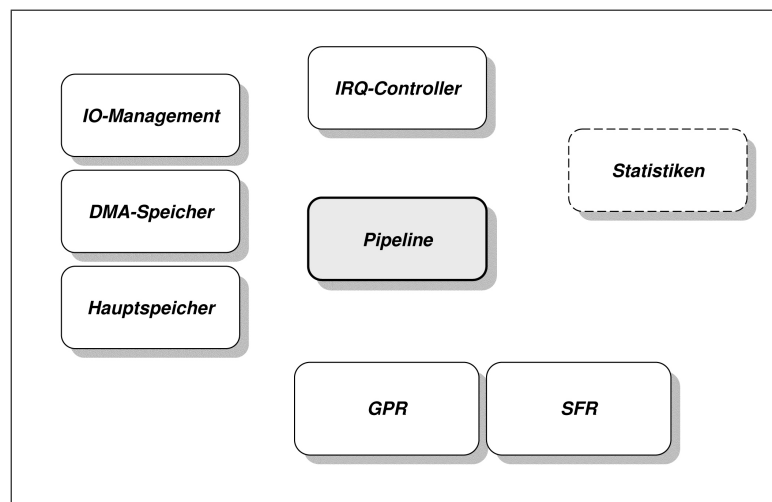 IO-Management
IRQ-Controller
DMA-Speicher
Statistiken
Pipeline
Hauptspeicher
GPR
SFR